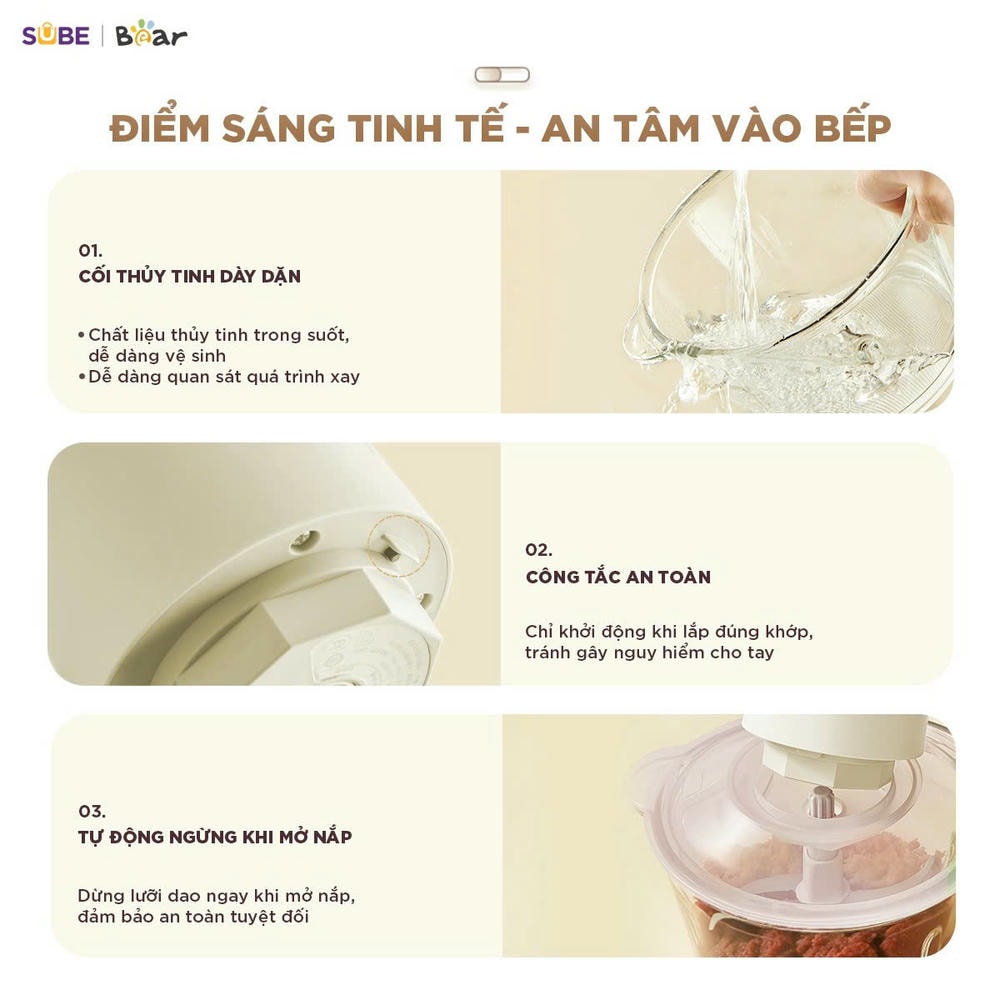 SUBE | Bear
ĐIỂM SÁNG TINH TẾ - AN TÂM VÀO BẾP
01.
CỐI THỦY TINH DÀY DẶN
• Chất liệu thủy tinh trong suốt,
dễ dàng vệ sinh
• Dễ dàng quan sát quá trình xay
02.
CÔNG TẮC AN TOÀN
Chỉ khởi động khi lắp đúng khớp,
tránh gây nguy hiểm cho tay
03.
TỰ ĐỘNG NGỪNG KHI MỞ NẮP
Dừng lưỡi dao ngay khi mở nắp,
đảm bảo an toàn tuyệt đối